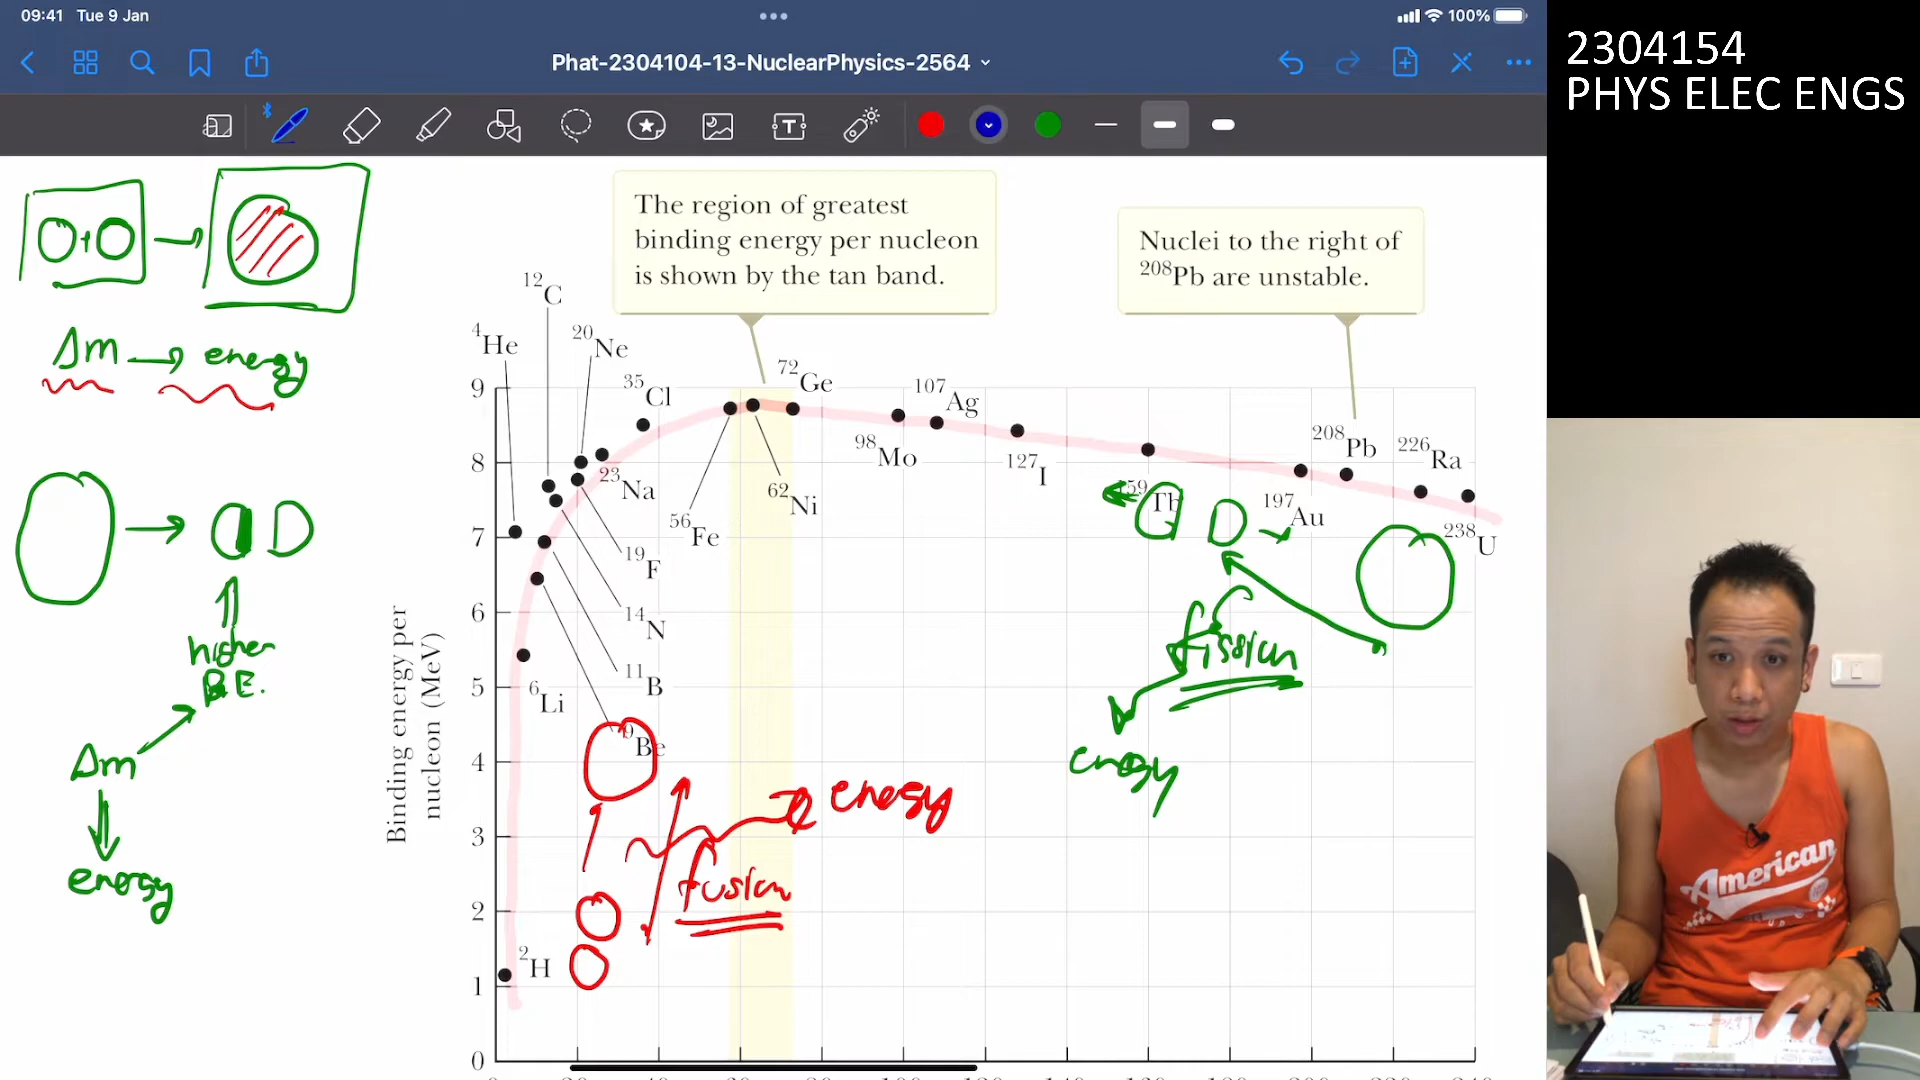 09:41 Tue 9 Jan
100%
Phat-2304104-13-NuclearPhysics-2564
2304154
PHYS ELEC ENGS
The region of greatest
binding energy per nucleon
is shown by the tan band.
Nuclei to the right of
208Pb are unstable.
O+O
Δm → energy
higher
B.E.
Δm
energy
Binding energy per
nucleon (MeV)
9
8
7
6
5
4
3
2
1
0
12C
4He
20Ne
35Cl
72Ge
107Ag
208Pb
226Ra
98Mo
127I
23Na
62Ni
159Tb
197Au
56Fe
238U
19F
14N
11B
6Li
9Be
2H
energy
fusion
fission
energy
American